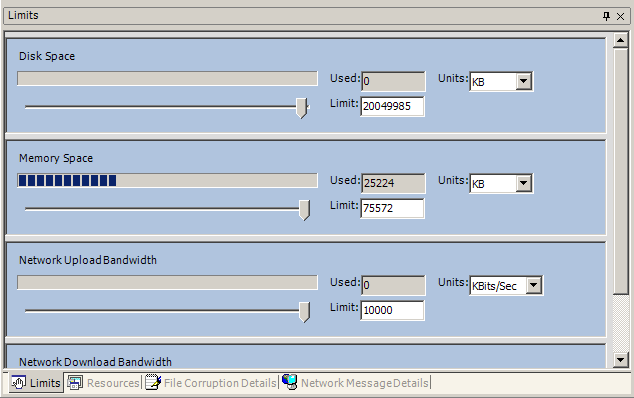 Limits
Disk Space
Used: 0 Units: KB
Limit: 20049985
Memory Space
Used: 25224 Units: KB
Limit: 75572
Network Upload Bandwidth
Used: 0 Units: KBits/Sec
Limit: 10000
Network Download Bandwidth
Limits Resources File Corruption Details Network Message Details